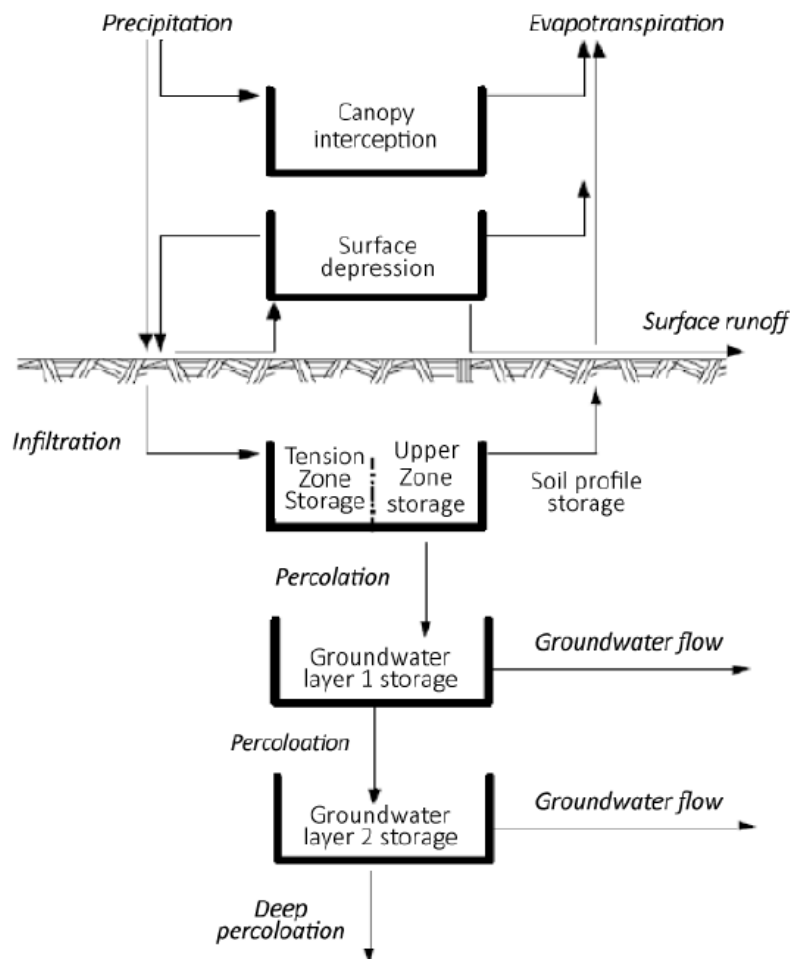 Precipitation
Evapotranspiration
Canopy
interception
Surface
depression
Surface runoff
Infiltration
Tension
Zone
Storage
Upper
Zone
storage
Soil profile
storage
Percolation
Groundwater
layer 1 storage
Groundwater flow
Percoloation
Groundwater
layer 2 storage
Groundwater flow
Deep
percoloation